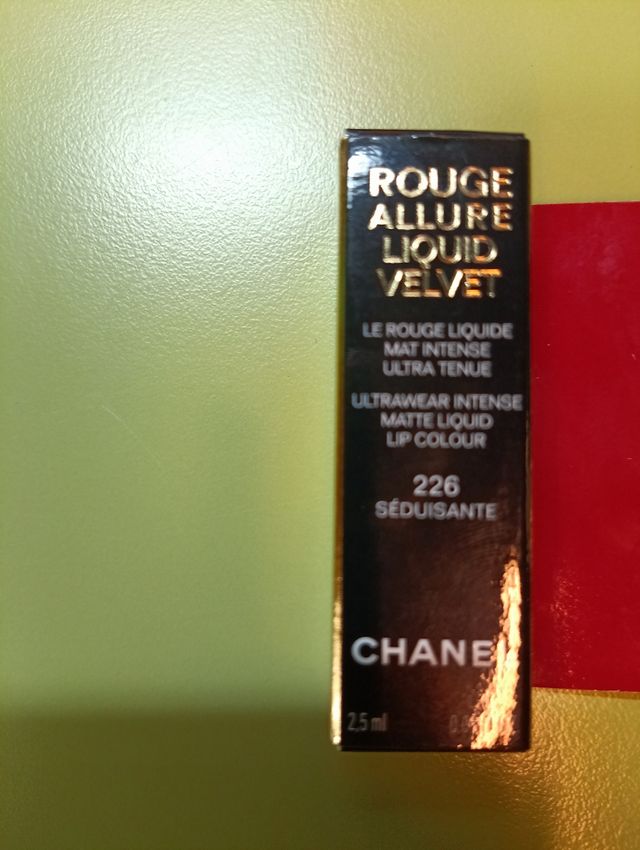 ROUGE
ALLURE
LIQUID
VELVET
LE ROUGE LIQUIDE
MAT INTENSE
ULTRA TENUE
ULTRAWEAR INTENSE
MATTE LIQUID
LIP COLOUR
226
SÉDUISANTE
CHANEL
2,5 ml